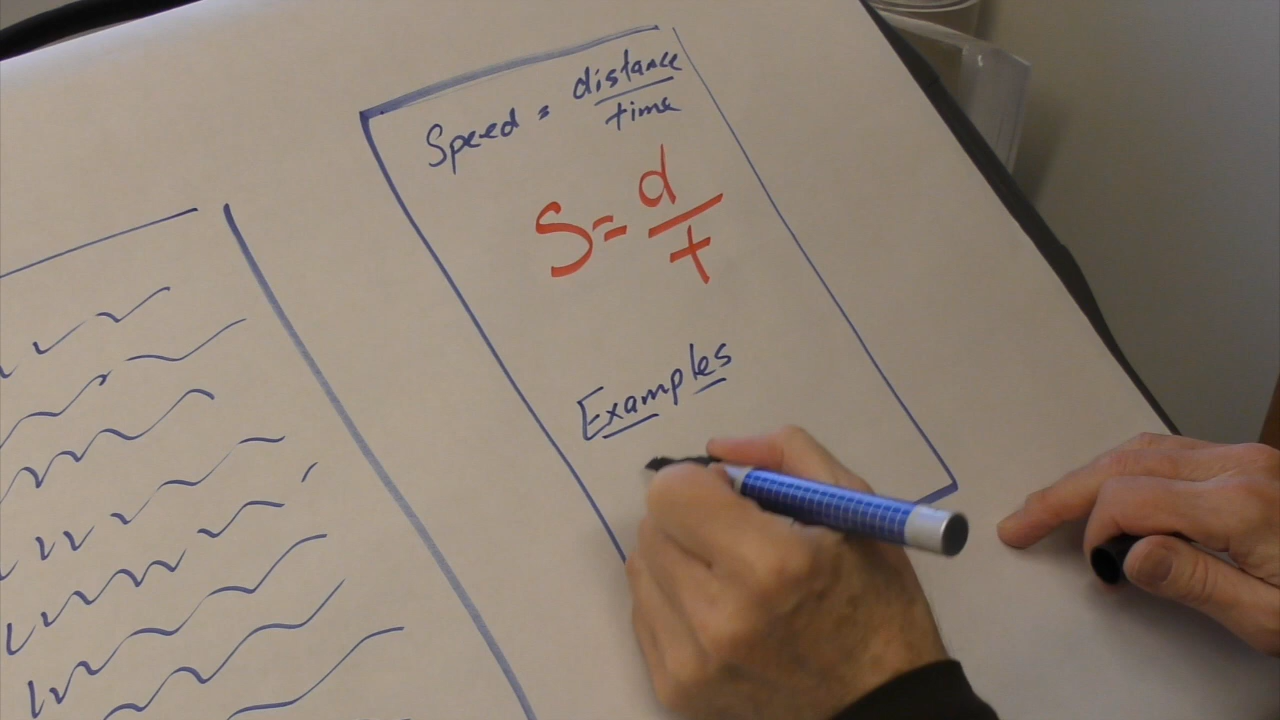 Speed = distance/time
S = d/t
Examples